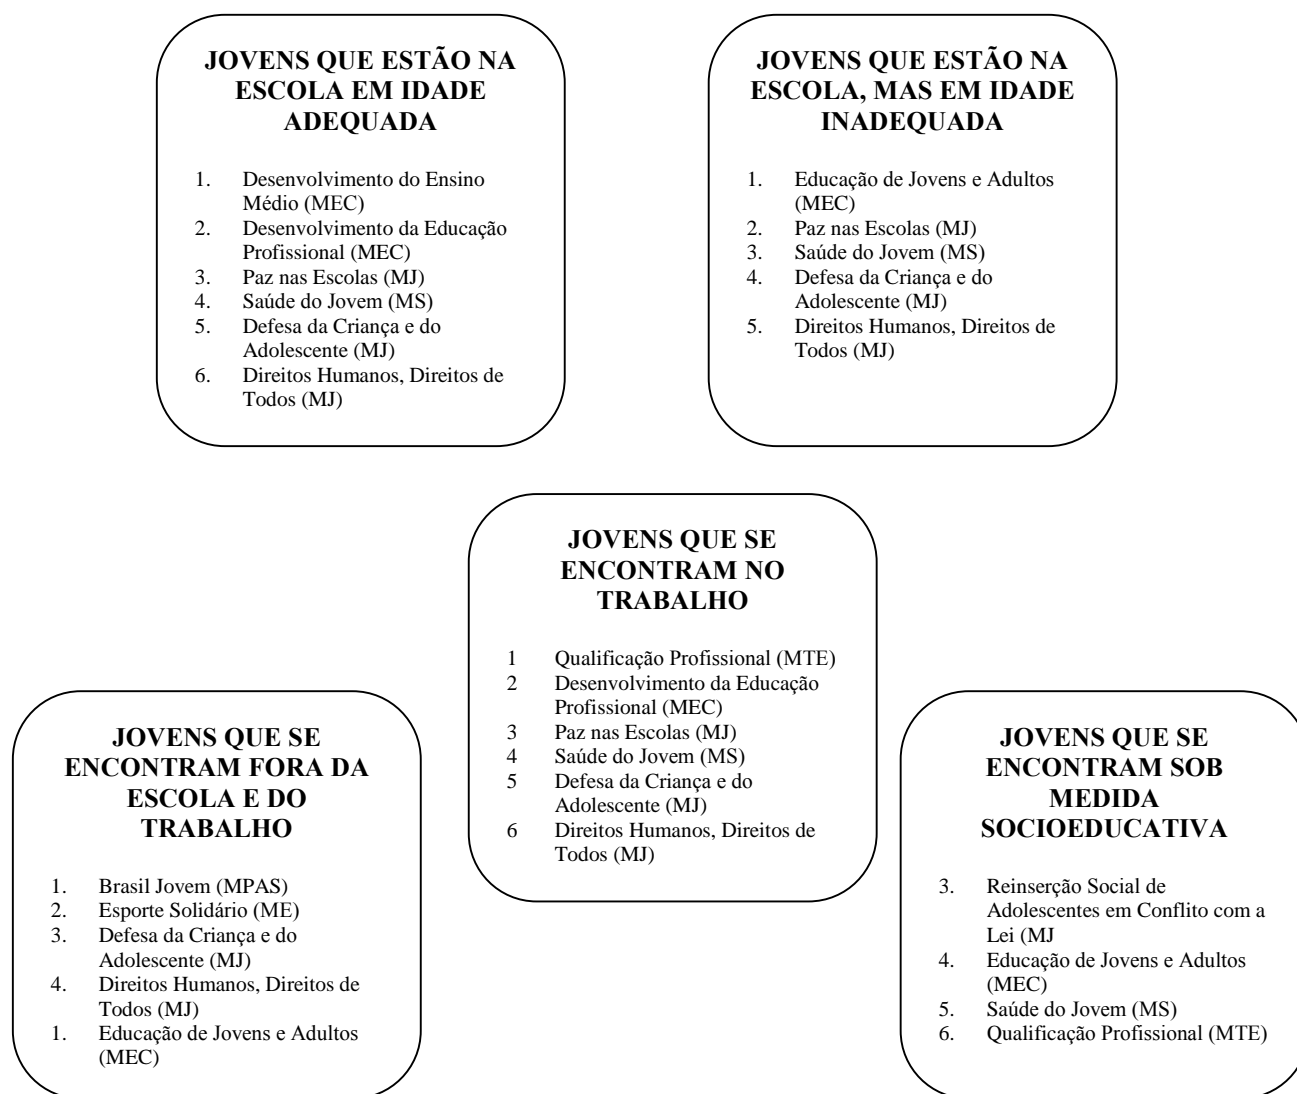 JOVENS QUE ESTÃO NA
ESCOLA EM IDADE
ADEQUADA
1. Desenvolvimento do Ensino
Médio (MEC)
2. Desenvolvimento da Educação
Profissional (MEC)
3. Paz nas Escolas (MJ)
4. Saúde do Jovem (MS)
5. Defesa da Criança e do
Adolescente (MJ)
6. Direitos Humanos, Direitos de
Todos (MJ)
JOVENS QUE ESTÃO NA
ESCOLA, MAS EM IDADE
INADEQUADA
1. Educação de Jovens e Adultos
(MEC)
2. Paz nas Escolas (MJ)
3. Saúde do Jovem (MS)
4. Defesa da Criança e do
Adolescente (MJ)
5. Direitos Humanos, Direitos de
Todos (MJ)
JOVENS QUE SE
ENCONTRAM NO
TRABALHO
1 Qualificação Profissional (MTE)
2 Desenvolvimento da Educação
Profissional (MEC)
3 Paz nas Escolas (MJ)
4 Saúde do Jovem (MS)
5 Defesa da Criança e do
Adolescente (MJ)
6 Direitos Humanos, Direitos de
Todos (MJ)
JOVENS QUE SE
ENCONTRAM FORA DA
ESCOLA E DO
TRABALHO
1. Brasil Jovem (MPAS)
2. Esporte Solidário (ME)
3. Defesa da Criança e do
Adolescente (MJ)
4. Direitos Humanos, Direitos de
Todos (MJ)
1. Educação de Jovens e Adultos
(MEC)
JOVENS QUE SE
ENCONTRAM SOB
MEDIDA
SOCIOEDUCATIVA
3. Reinserção Social de
Adolescentes em Conflito com a
Lei (MJ
4. Educação de Jovens e Adultos
(MEC)
5. Saúde do Jovem (MS)
6. Qualificação Profissional (MTE)